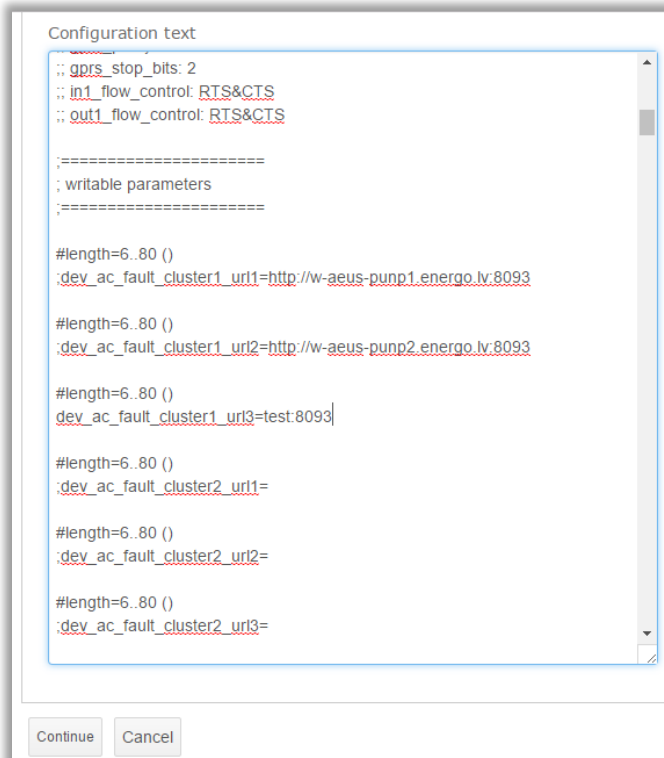 Configuration text
;; gprs_stop_bits: 2
;; in1_flow_control: RTS&CTS
;; out1_flow_control: RTS&CTS
;======================
; writable parameters
;======================
#length=6..80 ()
;dev_ac_fault_cluster1_url1=http://w-aeus-punp1.energo.lv:8093
#length=6..80 ()
;dev_ac_fault_cluster1_url2=http://w-aeus-punp2.energo.lv:8093
#length=6..80 ()
dev_ac_fault_cluster1_url3=test:8093
#length=6..80 ()
;dev_ac_fault_cluster2_url1=
#length=6..80 ()
;dev_ac_fault_cluster2_url2=
#length=6..80 ()
;dev_ac_fault_cluster2_url3=
Continue
Cancel